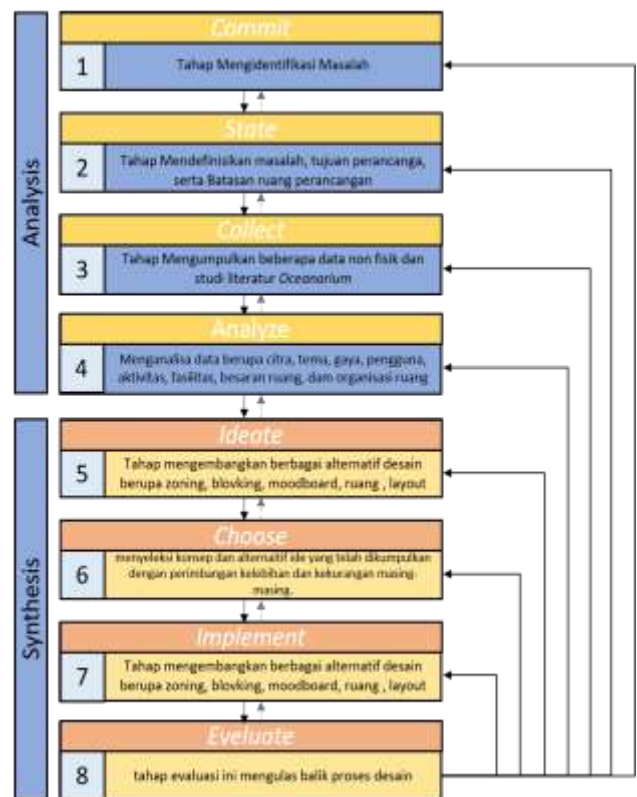 Analysis
Commit
1
Tahap Mengidentifikasi Masalah
State
2
Tahap Mendefinisikan masalah, tujuan perancanga,
serta Batasan ruang perancangan
Collect
3
Tahap Mengumpulkan beberapa data non fisik dan
studi literatur Oceanarium
Analyze
4
Menganalisa data berupa citra, tema, gaya, pengguna,
aktivitas, fasilitas, besaran ruang, dam organisasi ruang
Synthesis
Ideate
5
Tahap mengembangkan berbagai alternatif desain
berupa zoning, blovking, moodboard, ruang , layout
Choose
6
menyeleksi konsep dan alternatif ide yang telah dikumpulkan
dengan perimbangan kelebihan dan kekurangan masing-
masing.
Implement
7
Tahap mengembangkan berbagai alternatif desain
berupa zoning, blovking, moodboard, ruang , layout
Eveluate
8
tahap evaluasi ini mengulas balik proses desain